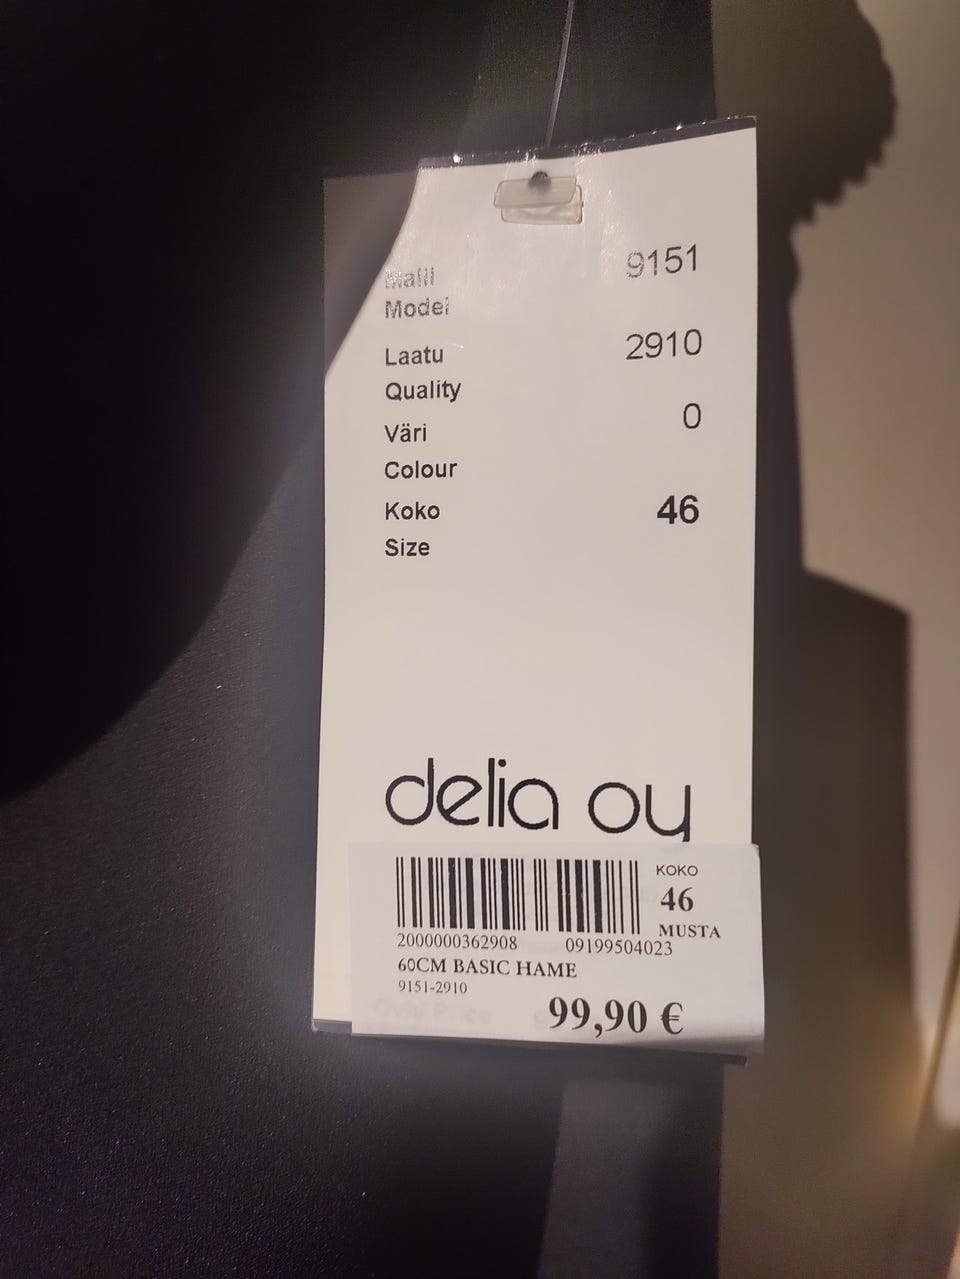 Malli 9151
Model
Laatu 2910
Quality
Väri 0
Colour
Koko 46
Size
delia oy
KOKO
46
MUSTA
2000000362908 09199504023
60CM BASIC HAME
9151-2910
99,90 €